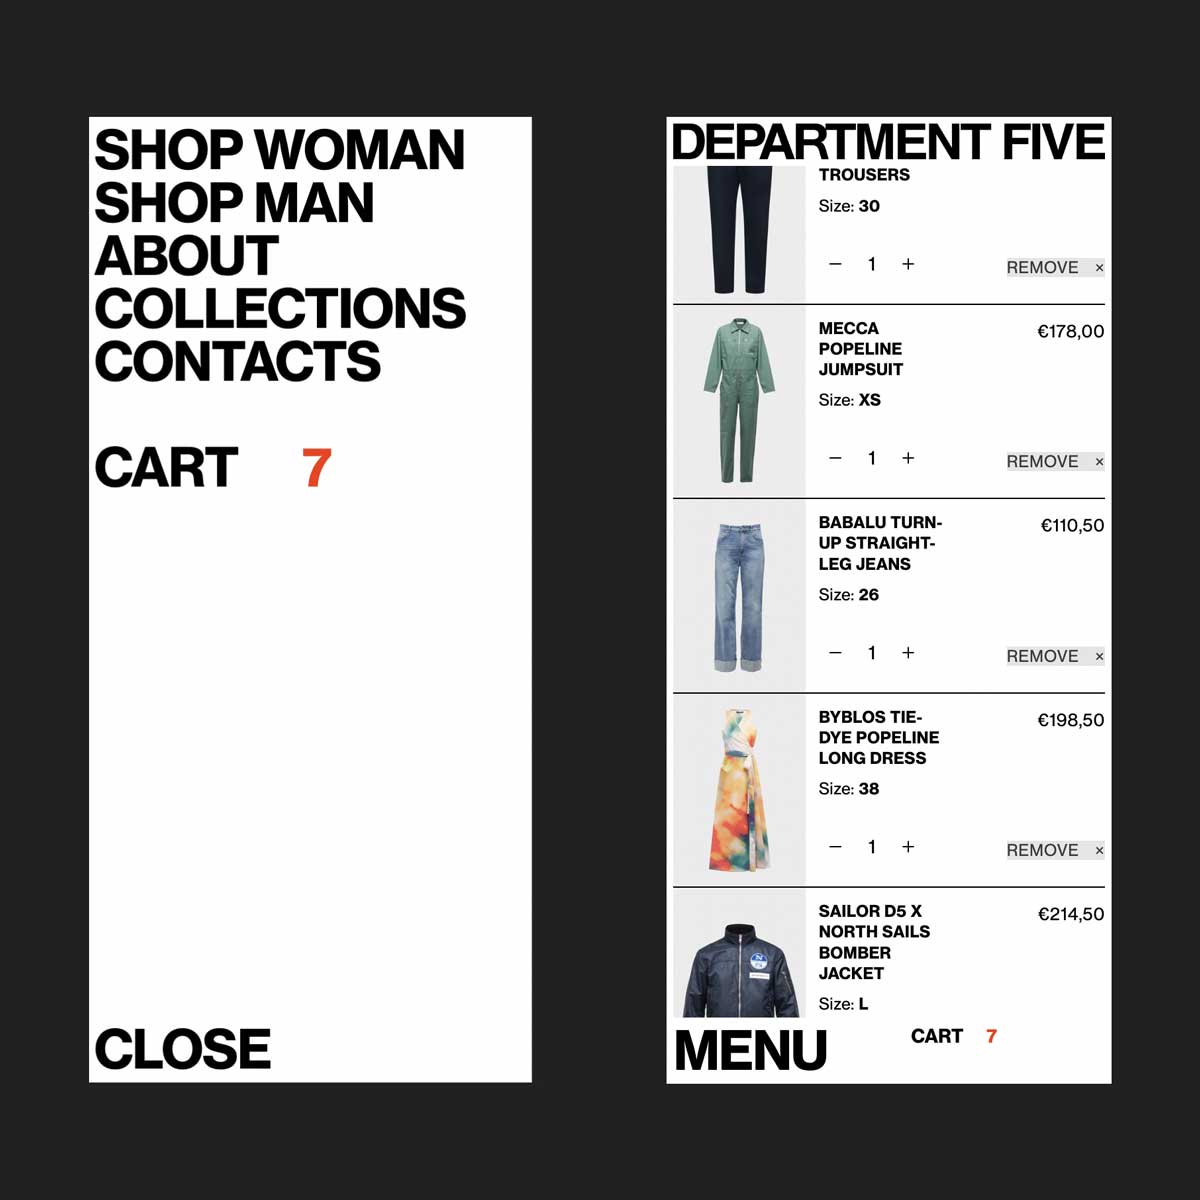 SHOP WOMAN
SHOP MAN
ABOUT
COLLECTIONS
CONTACTS
CART 7
CLOSE
DEPARTMENT FIVE
TROUSERS
Size: 30
− 1 +
REMOVE ×
MECCA
POPELINE
JUMPSUIT
€178,00
Size: XS
− 1 +
REMOVE ×
BABALU TURN-
UP STRAIGHT-
LEG JEANS
€110,50
Size: 26
− 1 +
REMOVE ×
BYBLOS TIE-
DYE POPELINE
LONG DRESS
€198,50
Size: 38
− 1 +
REMOVE ×
SAILOR D5 X
NORTH SAILS
BOMBER
JACKET
€214,50
Size: L
MENU
CART 7